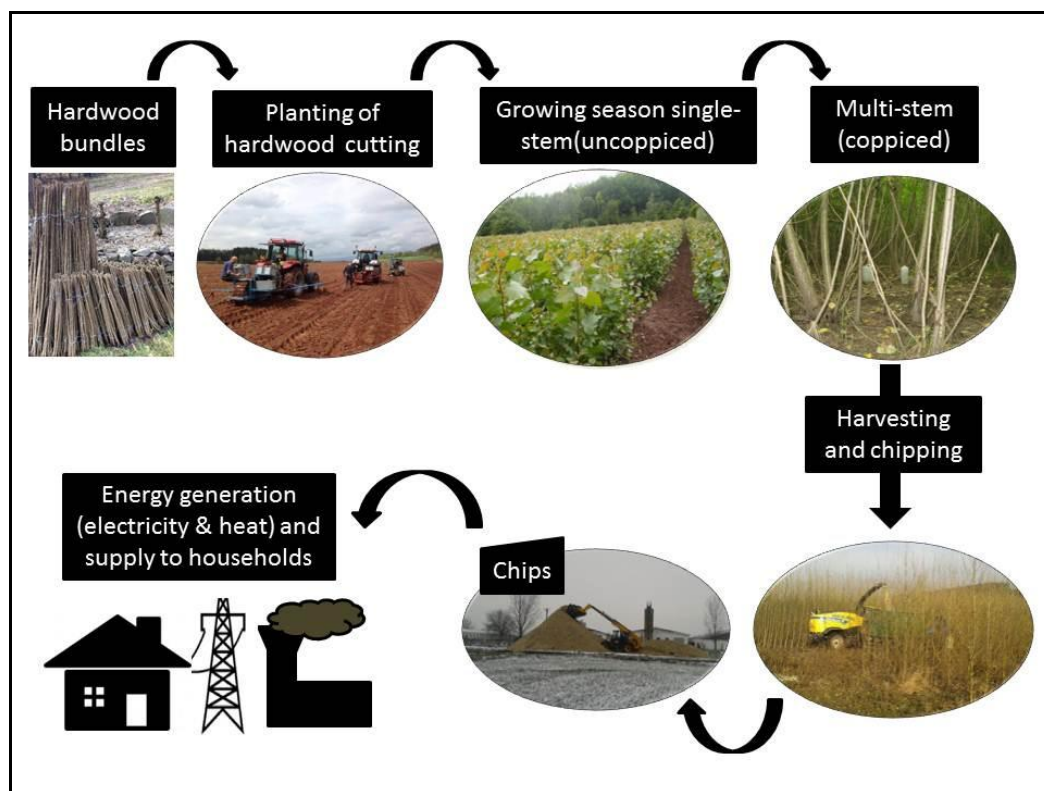 Hardwood
bundles
Planting of
hardwood cutting
Growing season single-
stem(uncoppiced)
Multi-stem
(coppiced)
Harvesting
and chipping
Chips
Energy generation
(electricity & heat) and
supply to households